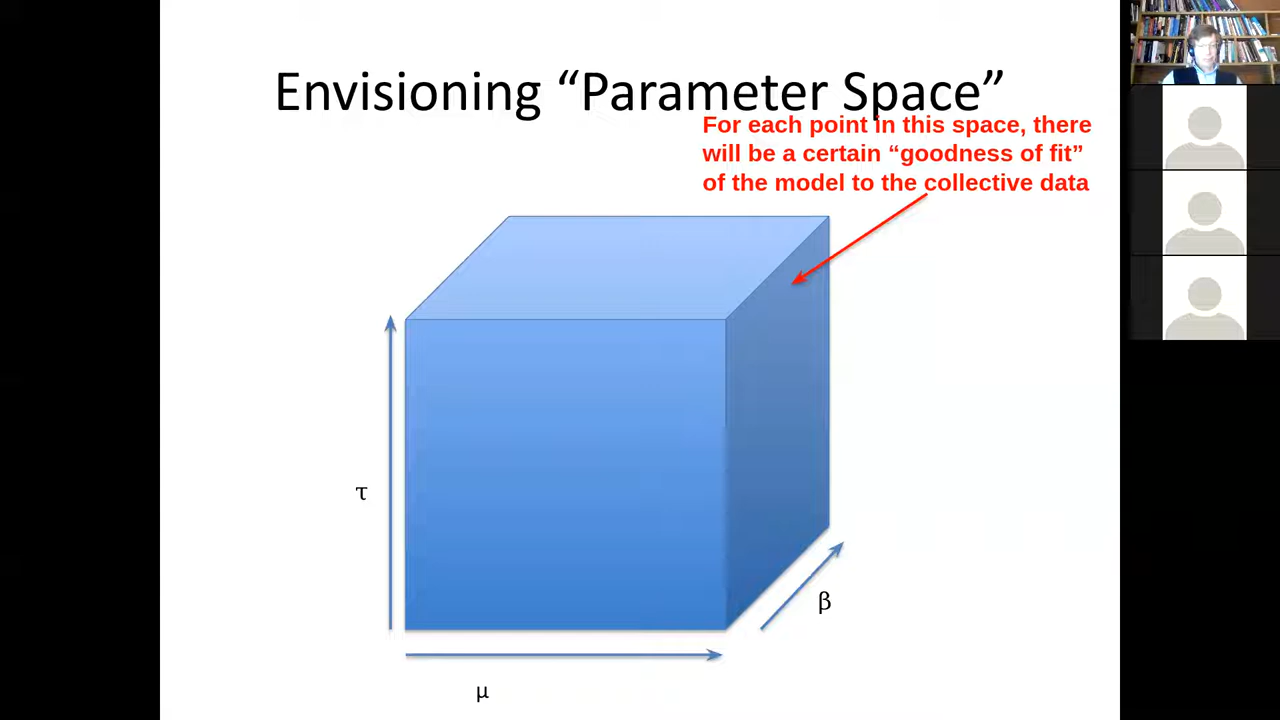 Envisioning “Parameter Space”
For each point in this space, there
will be a certain “goodness of fit”
of the model to the collective data
τ
β
μ